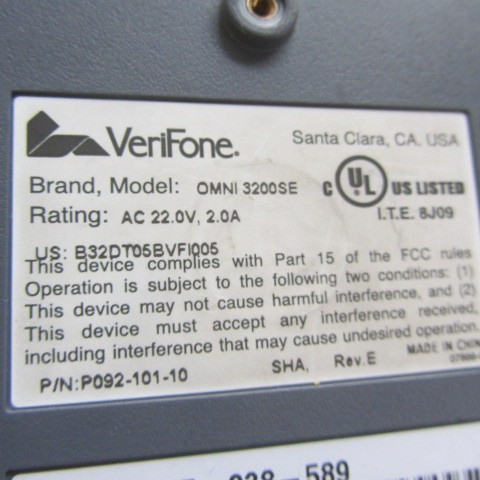 VeriFone. Santa Clara, CA. USA
Brand, Model: OMNI 3200SE C UL US LISTED
Rating: AC 22.0V, 2.0A I.T.E. 8J09
US: B32DT05BVFI005
This device complies with Part 15 of the FCC rules
Operation is subject to the following two conditions: (1)
This device may not cause harmful interference, and (2)
This device must accept any interference received,
including interference that may cause undesired operation.
P/N:P092-101-10 SHA, Rev.E MADE IN CHIN
-589